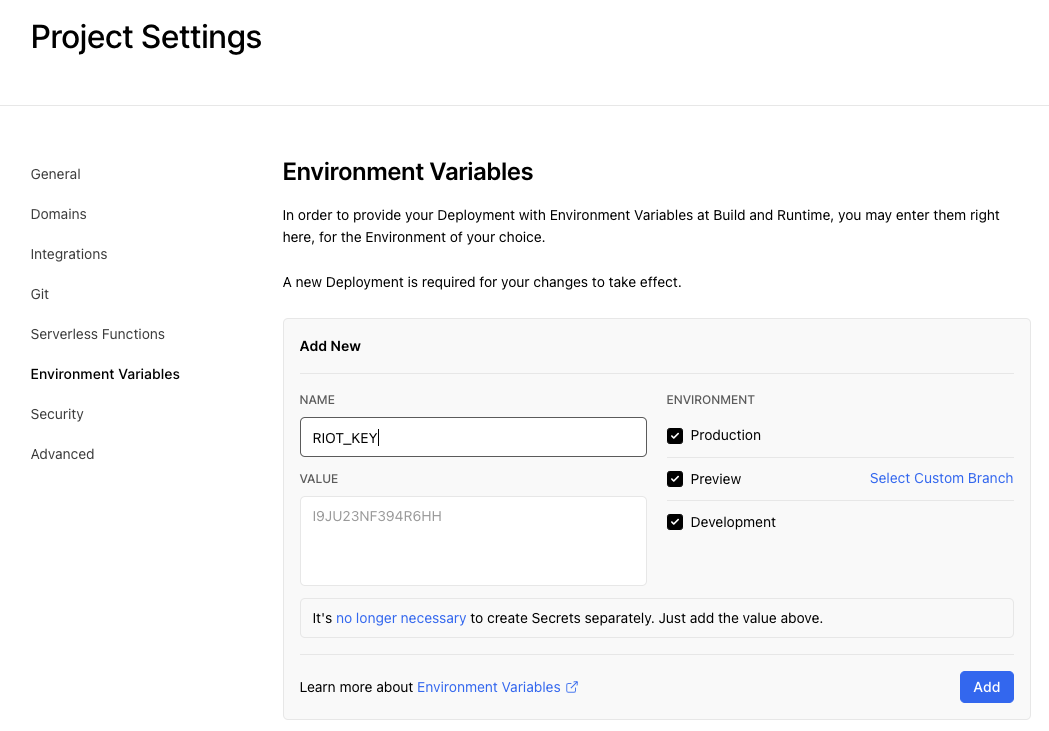 Project Settings
General
Domains
Integrations
Git
Serverless Functions
Environment Variables
Security
Advanced
Environment Variables
In order to provide your Deployment with Environment Variables at Build and Runtime, you may enter them right
here, for the Environment of your choice.
A new Deployment is required for your changes to take effect.
Add New
NAME
RIOT_KEY
VALUE
I9JU23NF394R6HH
ENVIRONMENT
Production
Preview
Select Custom Branch
Development
It's no longer necessary to create Secrets separately. Just add the value above.
Learn more about Environment Variables
Add